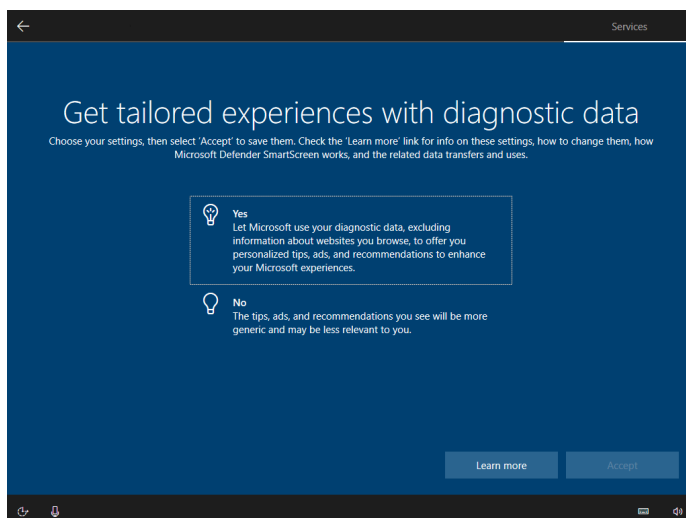 Services
Get tailored experiences with diagnostic data
Choose your settings, then select 'Accept' to save them. Check the 'Learn more' link for info on these settings, how to change them, how
Microsoft Defender SmartScreen works, and the related data transfers and uses.
Yes
Let Microsoft use your diagnostic data, excluding
information about websites you browse, to offer you
personalized tips, ads, and recommendations to enhance
your Microsoft experiences.
No
The tips, ads, and recommendations you see will be more
generic and may be less relevant to you.
Learn more
Accept